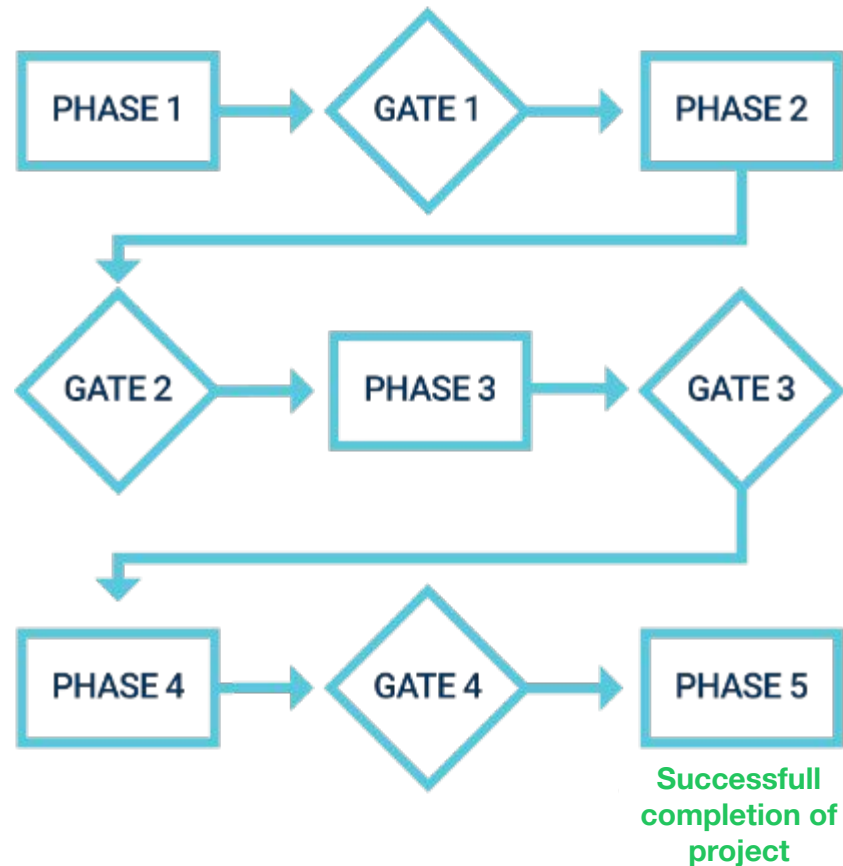 PHASE 1
GATE 1
PHASE 2
GATE 2
PHASE 3
GATE 3
PHASE 4
GATE 4
PHASE 5
Successfull
completion of
project